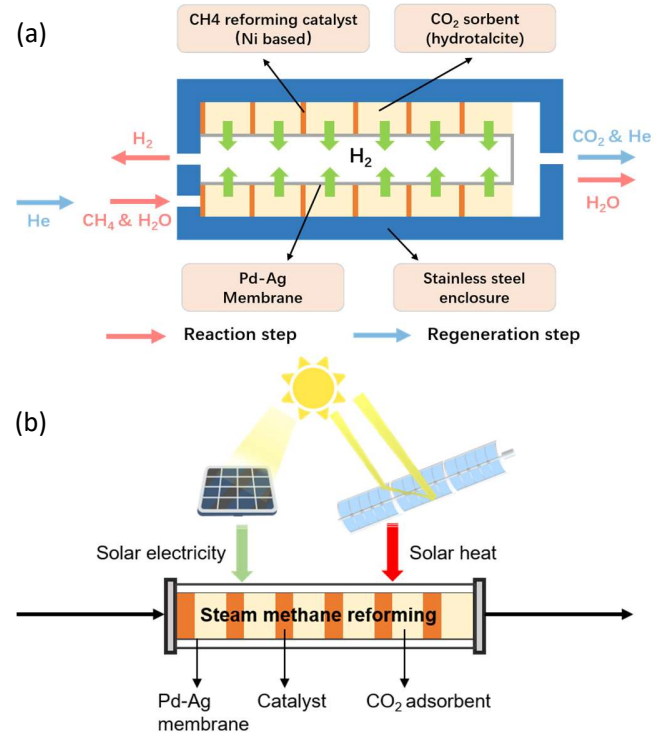 (a)
CH4 reforming catalyst
(Ni based)
CO₂ sorbent
(hydrotalcite)
H₂
H₂
CO₂ & He
He
CH₄ & H₂O
H₂O
Pd-Ag
Membrane
Stainless steel
enclosure
Reaction step
Regeneration step
(b)
Solar electricity
Solar heat
Steam methane reforming
Pd-Ag
membrane
Catalyst
CO₂ adsorbent